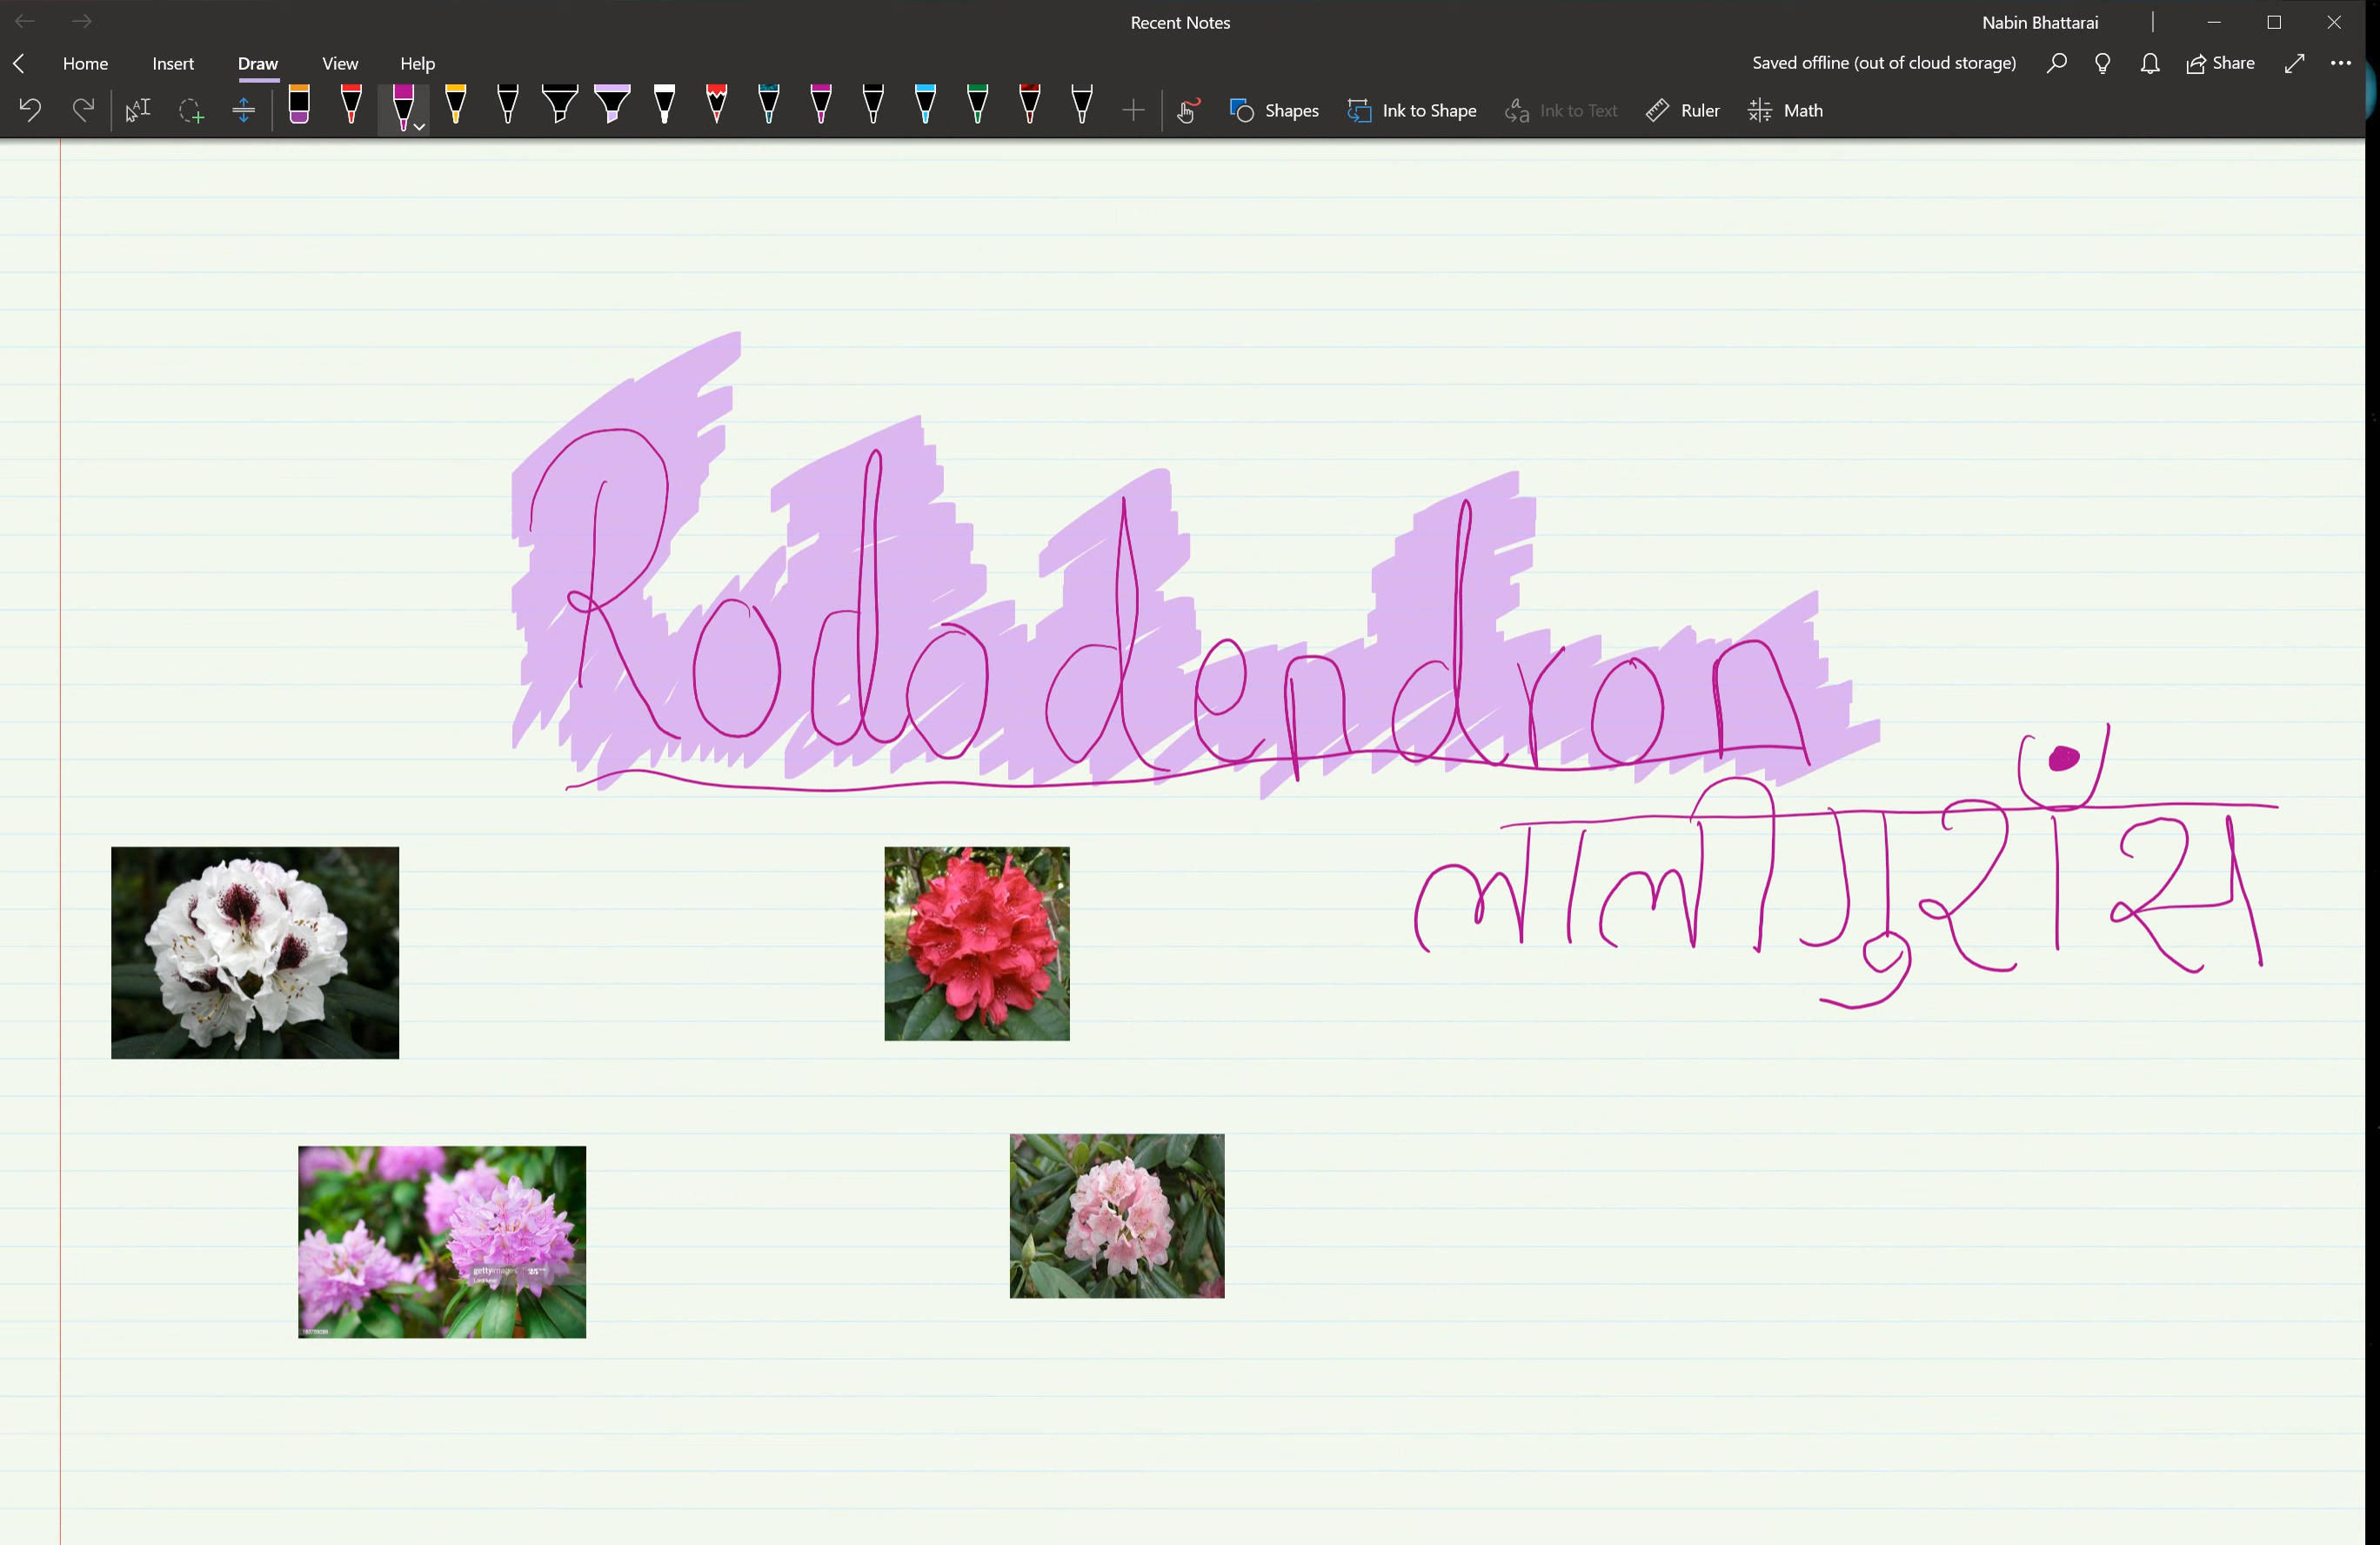 Recent Notes
Nabin Bhattarai
Home Insert Draw View Help
Saved offline (out of cloud storage)
Share
Shapes
Ink to Shape
Ink to Text
Ruler
Math
Rododendron
लालीगुराँस
gettyimages